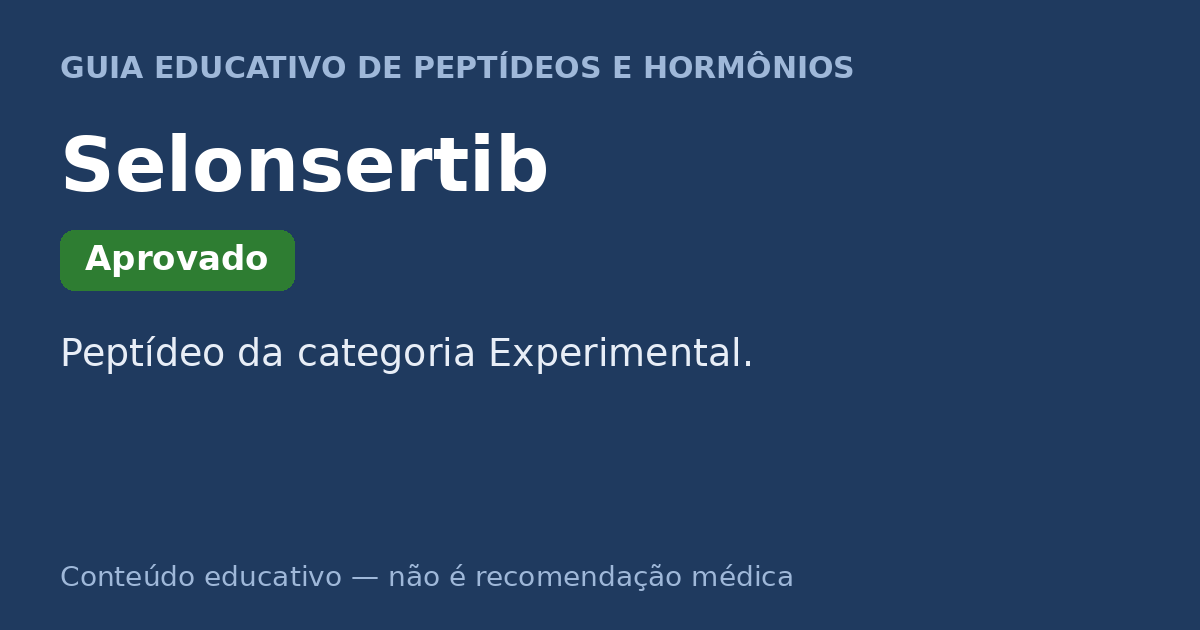 GUIA EDUCATIVO DE PEPTÍDEOS E HORMÔNIOS
Selonsertib
Aprovado
Peptídeo da categoria Experimental.
Conteúdo educativo — não é recomendação médica